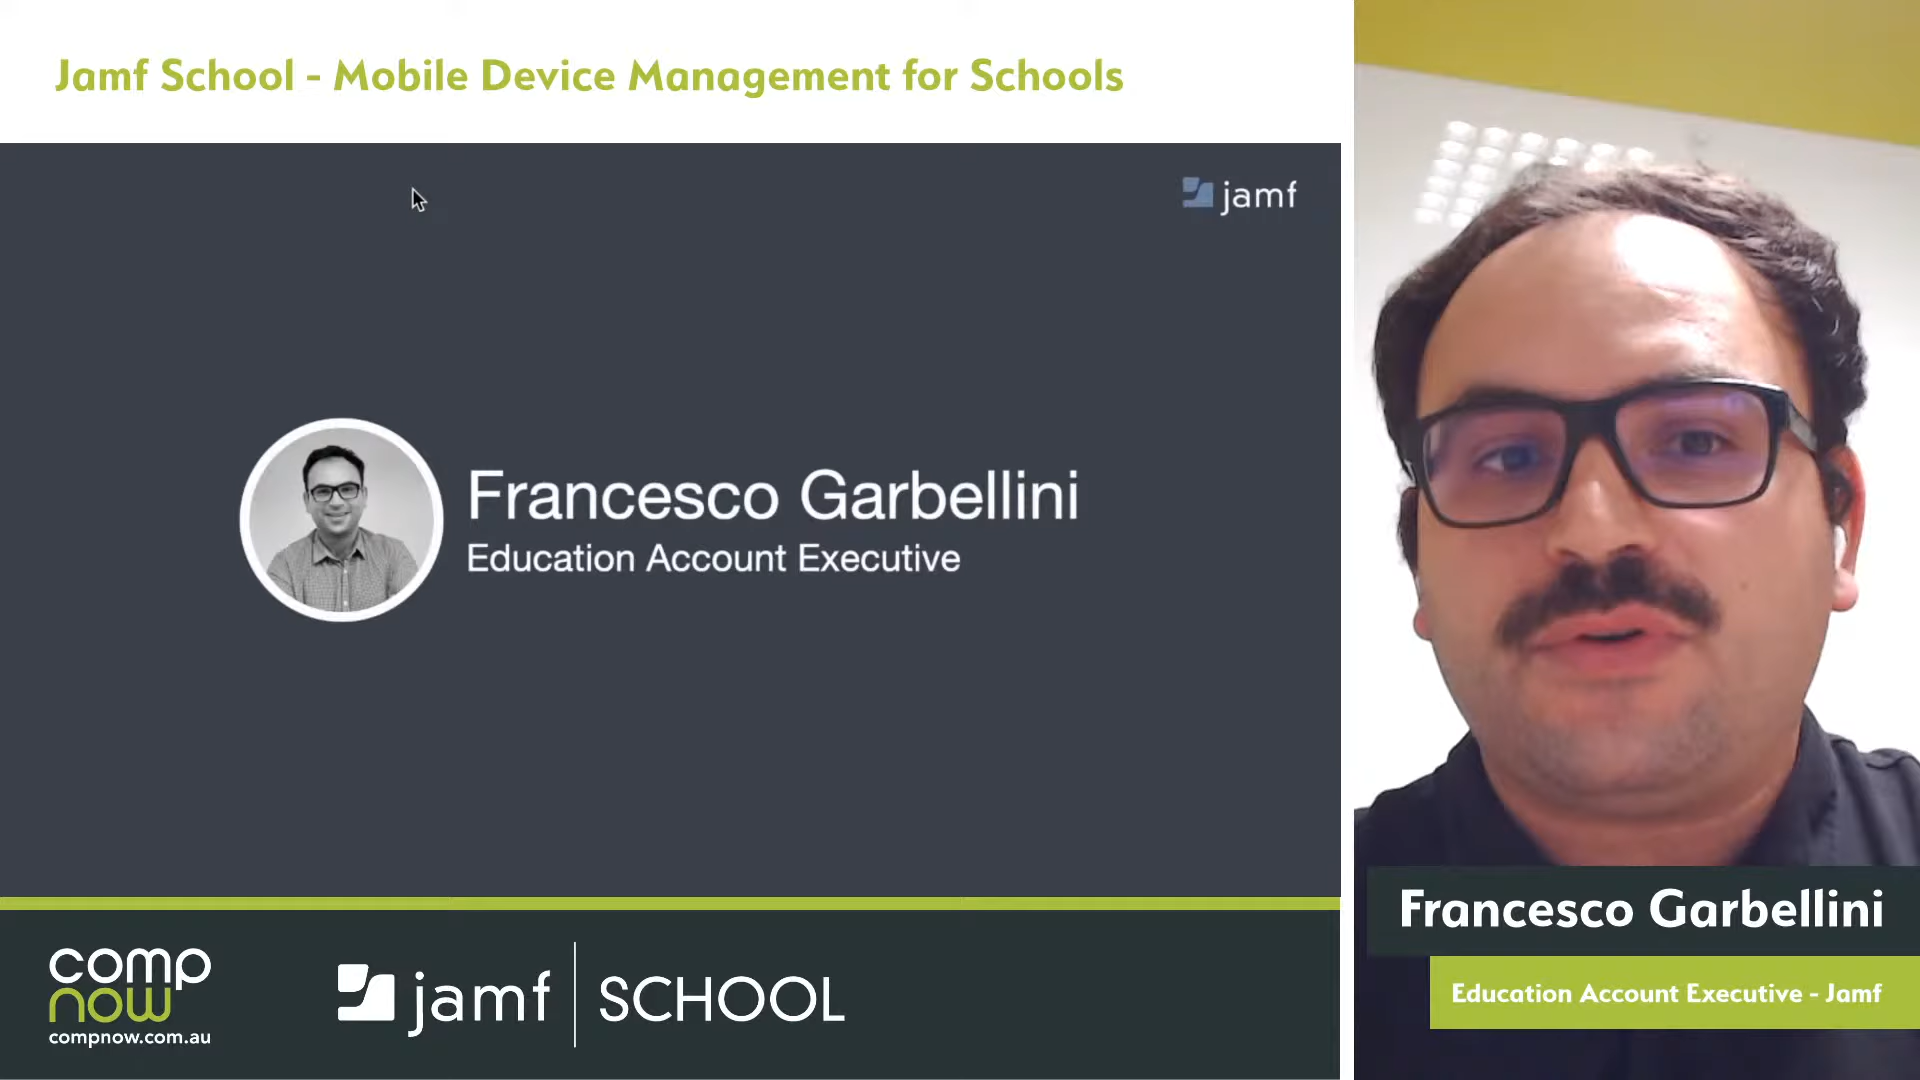 Jamf School - Mobile Device Management for Schools
jamf
Francesco Garbellini
Education Account Executive
comp
now
compnow.com.au
jamf | SCHOOL
Francesco Garbellini
Education Account Executive - Jamf